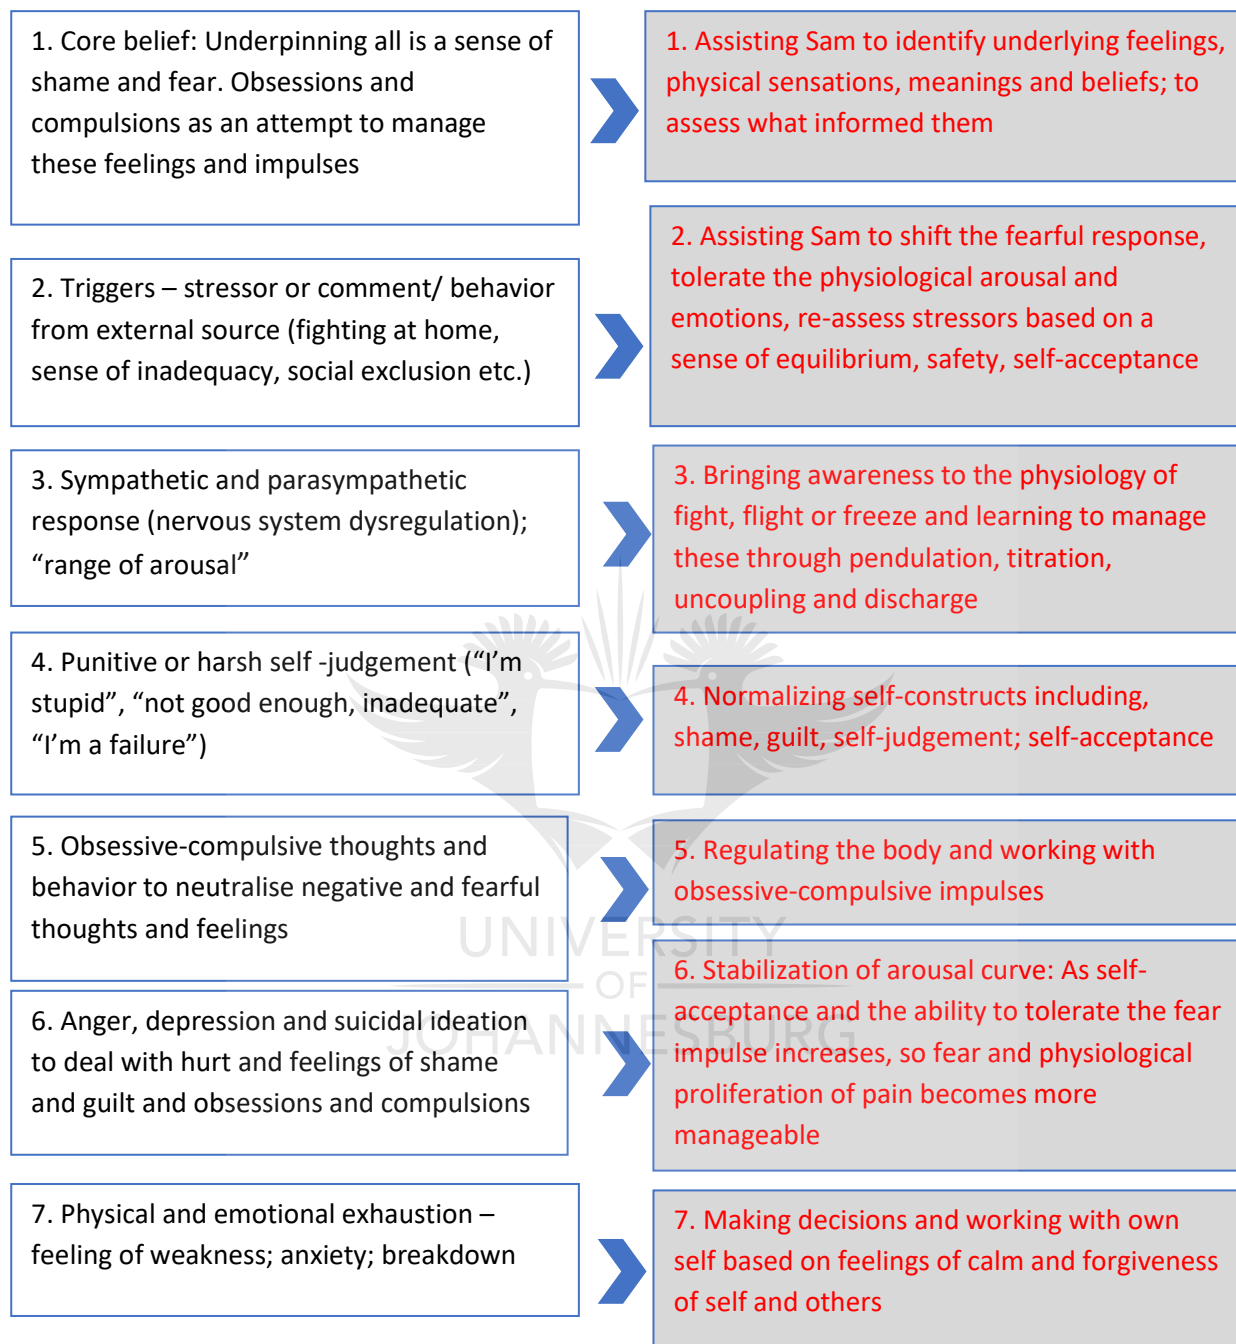 1. Core belief: Underpinning all is a sense of
shame and fear. Obsessions and
compulsions as an attempt to manage
these feelings and impulses
1. Assisting Sam to identify underlying feelings,
physical sensations, meanings and beliefs; to
assess what informed them
2. Triggers – stressor or comment/ behavior
from external source (fighting at home,
sense of inadequacy, social exclusion etc.)
2. Assisting Sam to shift the fearful response,
tolerate the physiological arousal and
emotions, re-assess stressors based on a
sense of equilibrium, safety, self-acceptance
3. Sympathetic and parasympathetic
response (nervous system dysregulation);
“range of arousal”
3. Bringing awareness to the physiology of
fight, flight or freeze and learning to manage
these through pendulation, titration,
uncoupling and discharge
4. Punitive or harsh self -judgement (“I’m
stupid”, “not good enough, inadequate”,
“I’m a failure”)
4. Normalizing self-constructs including,
shame, guilt, self-judgement; self-acceptance
5. Obsessive-compulsive thoughts and
behavior to neutralise negative and fearful
thoughts and feelings
5. Regulating the body and working with
obsessive-compulsive impulses
6. Anger, depression and suicidal ideation
to deal with hurt and feelings of shame
and guilt and obsessions and compulsions
6. Stabilization of arousal curve: As self-
acceptance and the ability to tolerate the fear
impulse increases, so fear and physiological
proliferation of pain becomes more
manageable
7. Physical and emotional exhaustion –
feeling of weakness; anxiety; breakdown
7. Making decisions and working with own
self based on feelings of calm and forgiveness
of self and others
UNIVERSITY
OF
JOHANNESBURG